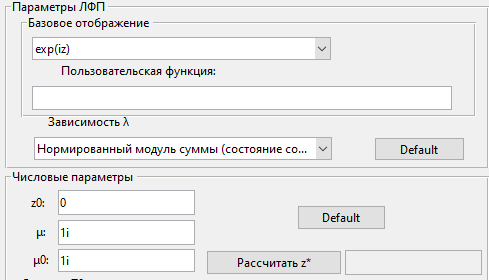 Параметры ЛФП
Базовое отображение
exp(iz)
Пользовательская функция:
Зависимость λ
Нормированный модуль суммы (состояние со...
Default
Числовые параметры
z0:
0
Default
μ:
1i
μ0:
1i
Рассчитать z*